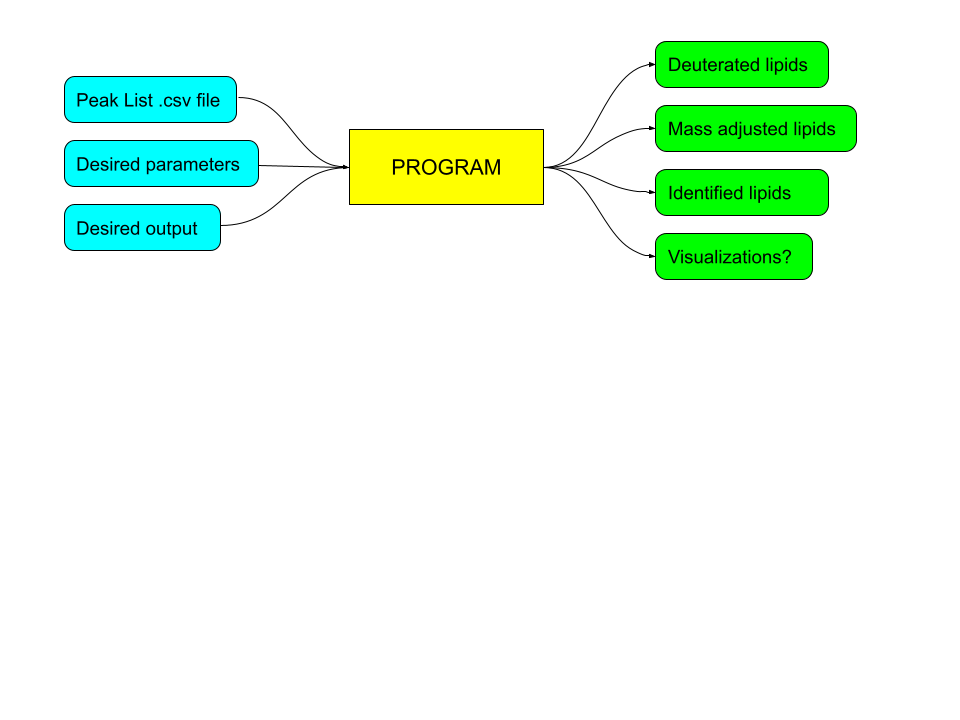 Peak List .csv file
Desired parameters
Desired output
PROGRAM
Deuterated lipids
Mass adjusted lipids
Identified lipids
Visualizations?